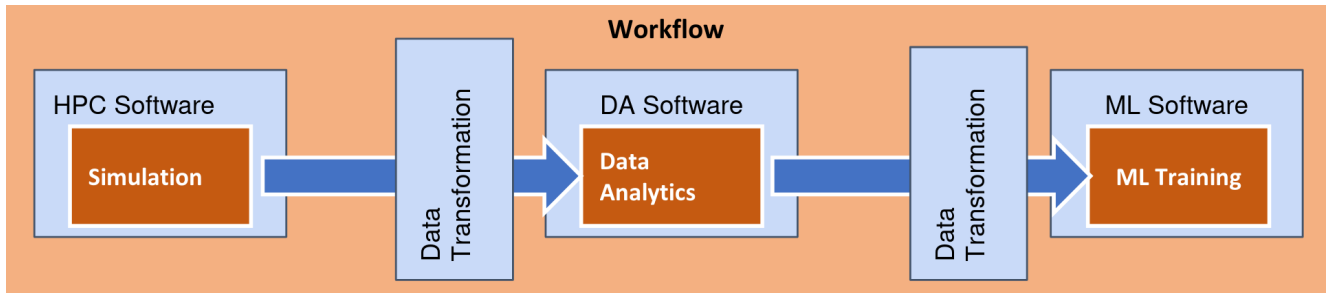 Workflow
HPC Software
Simulation
Data
Transformation
DA Software
Data
Analytics
Data
Transformation
ML Software
ML Training